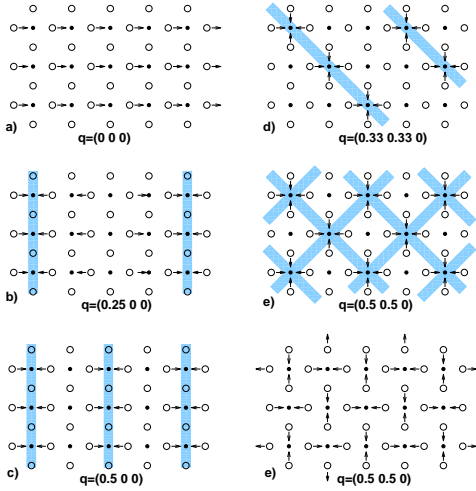 a)
q=(0 0 0)
d)
q=(0.33 0.33 0)
b)
q=(0.25 0 0)
e)
q=(0.5 0.5 0)
c)
q=(0.5 0 0)
e)
q=(0.5 0.5 0)